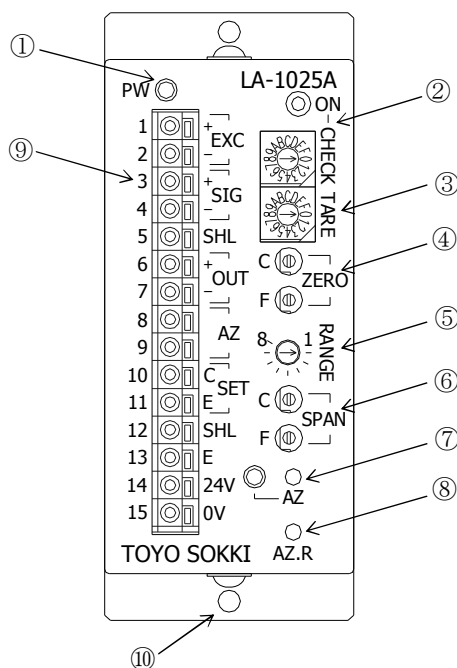 ①
LA-1025A
PW
ON
②
CHECK
⑨
1 + EXC
2 -
3 + SIG
4 -
5 SHL
6 + OUT
7 -
8 AZ
9
10 C SET
11 E
12 SHL
13 E
14 24V
15 0V
TARE
③
④
C ZERO
F
⑤
8 1 RANGE
⑥
C SPAN
F
⑦
AZ
⑧
TOYO SOKKI
AZ.R
⑩